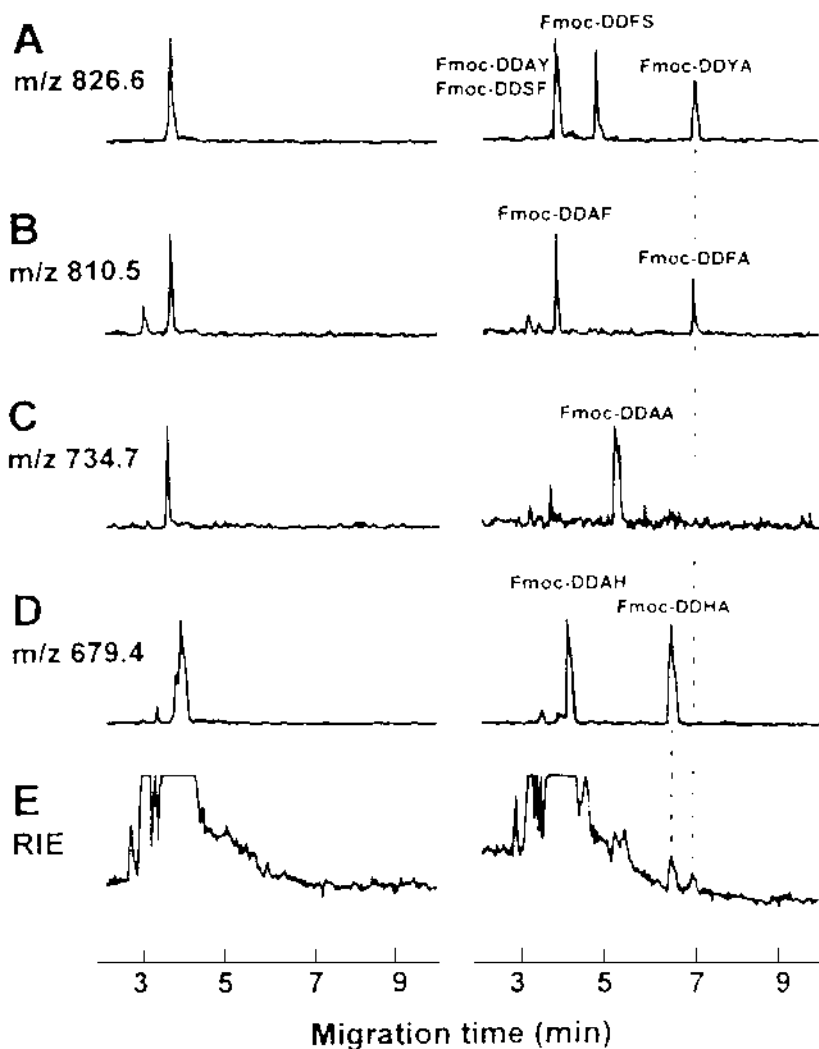 A
m/z 826.6
Fmoc-DDFS
Fmoc-DDAY
Fmoc-DDSF
Fmoc-DDYA
B
m/z 810.5
Fmoc-DDAF
Fmoc-DDFA
C
m/z 734.7
Fmoc-DDAA
D
m/z 679.4
Fmoc-DDAH
Fmoc-DDHA
E
RIE
3 5 7 9 3 5 7 9
Migration time (min)